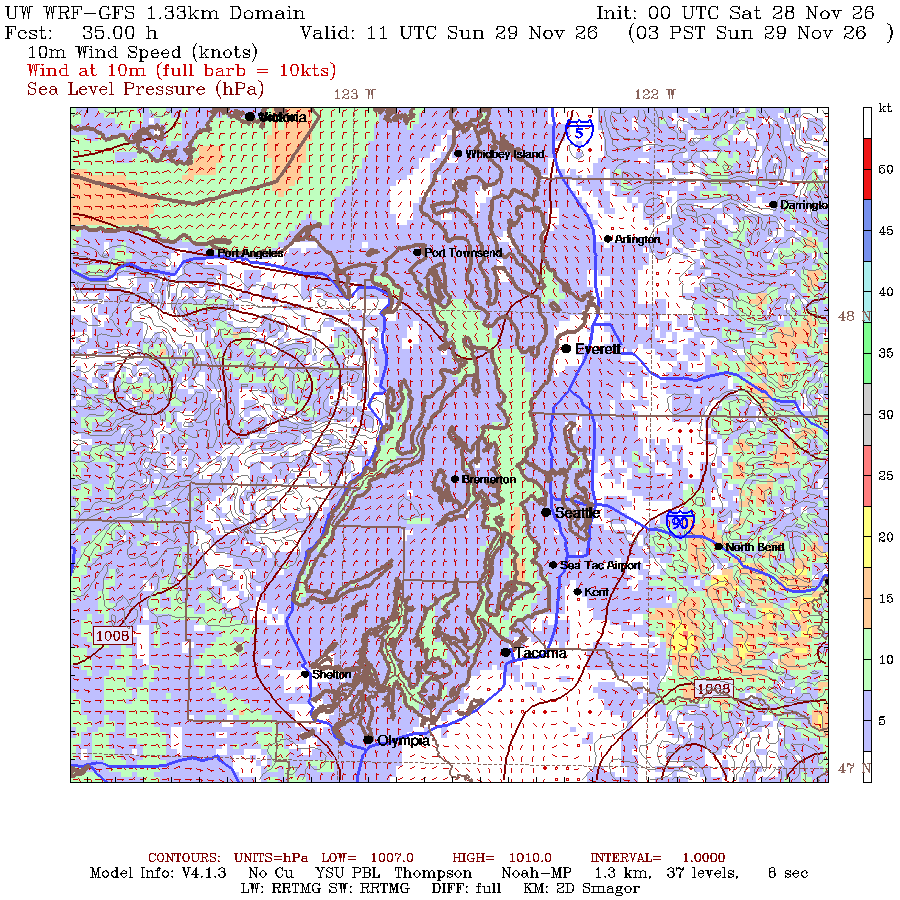 UW WRF-GFS 1.33km Domain Init: 00 UTC Sat 28 Nov 26
Fcst: 35.00 h Valid: 11 UTC Sun 29 Nov 26 (03 PST Sun 29 Nov 26 )
10m Wind Speed (knots)
Wind at 10m (full barb = 10kts)
Sea Level Pressure (hPa)
123 W 122 W
kt
Victoria
5
Whidbey Island
60
50
Darringto
45
Arlington
Port Angeles
Port Townsend
40
48 N
Everett
35
30
25
Bremerton
Seattle
90
20
North Bend
Sea Tac Airport
Kent
15
1008
Tacoma
10
Shelton
1008
5
Olympia
47 N
CONTOURS: UNITS=hPa LOW= 1007.0 HIGH= 1010.0 INTERVAL= 1.0000
Model Info: V4.1.3 No Cu YSU PBL Thompson Noah-MP 1.3 km, 37 levels, 8 sec
LW: RRTMG SW: RRTMG DIFF: full KM: 2D Smagor